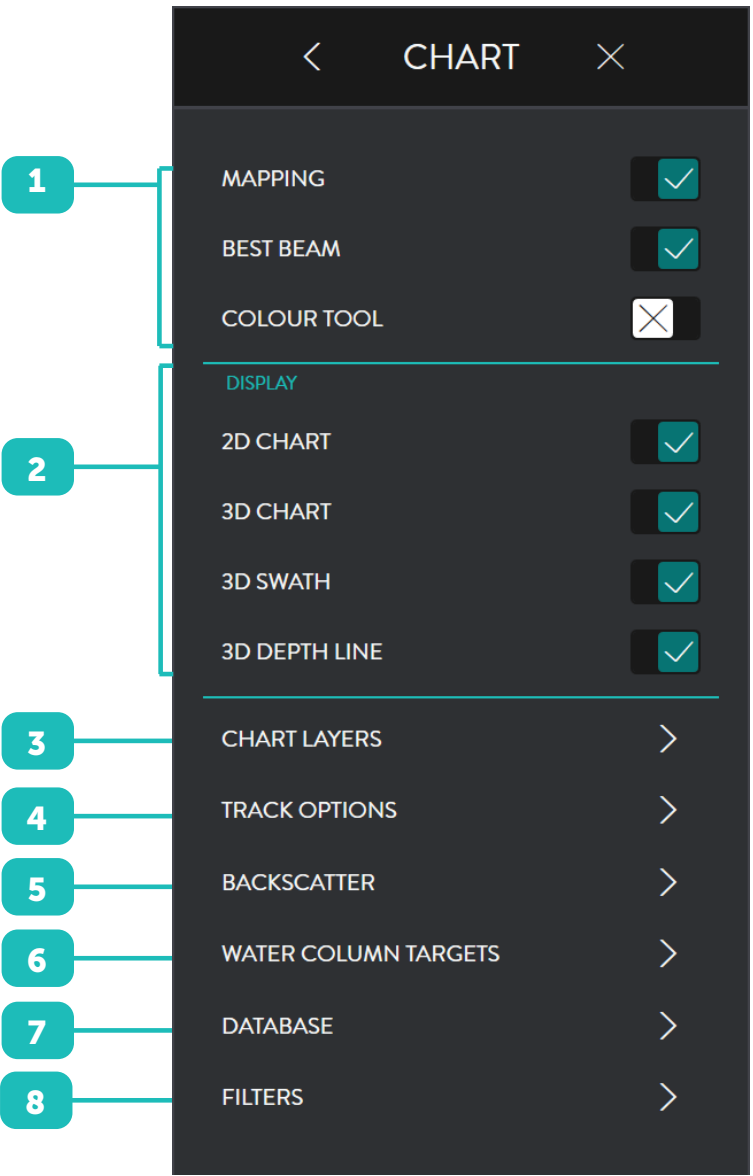 CHART
1
MAPPING
BEST BEAM
COLOUR TOOL
DISPLAY
2
2D CHART
3D CHART
3D SWATH
3D DEPTH LINE
3
CHART LAYERS
4
TRACK OPTIONS
5
BACKSCATTER
6
WATER COLUMN TARGETS
7
DATABASE
8
FILTERS